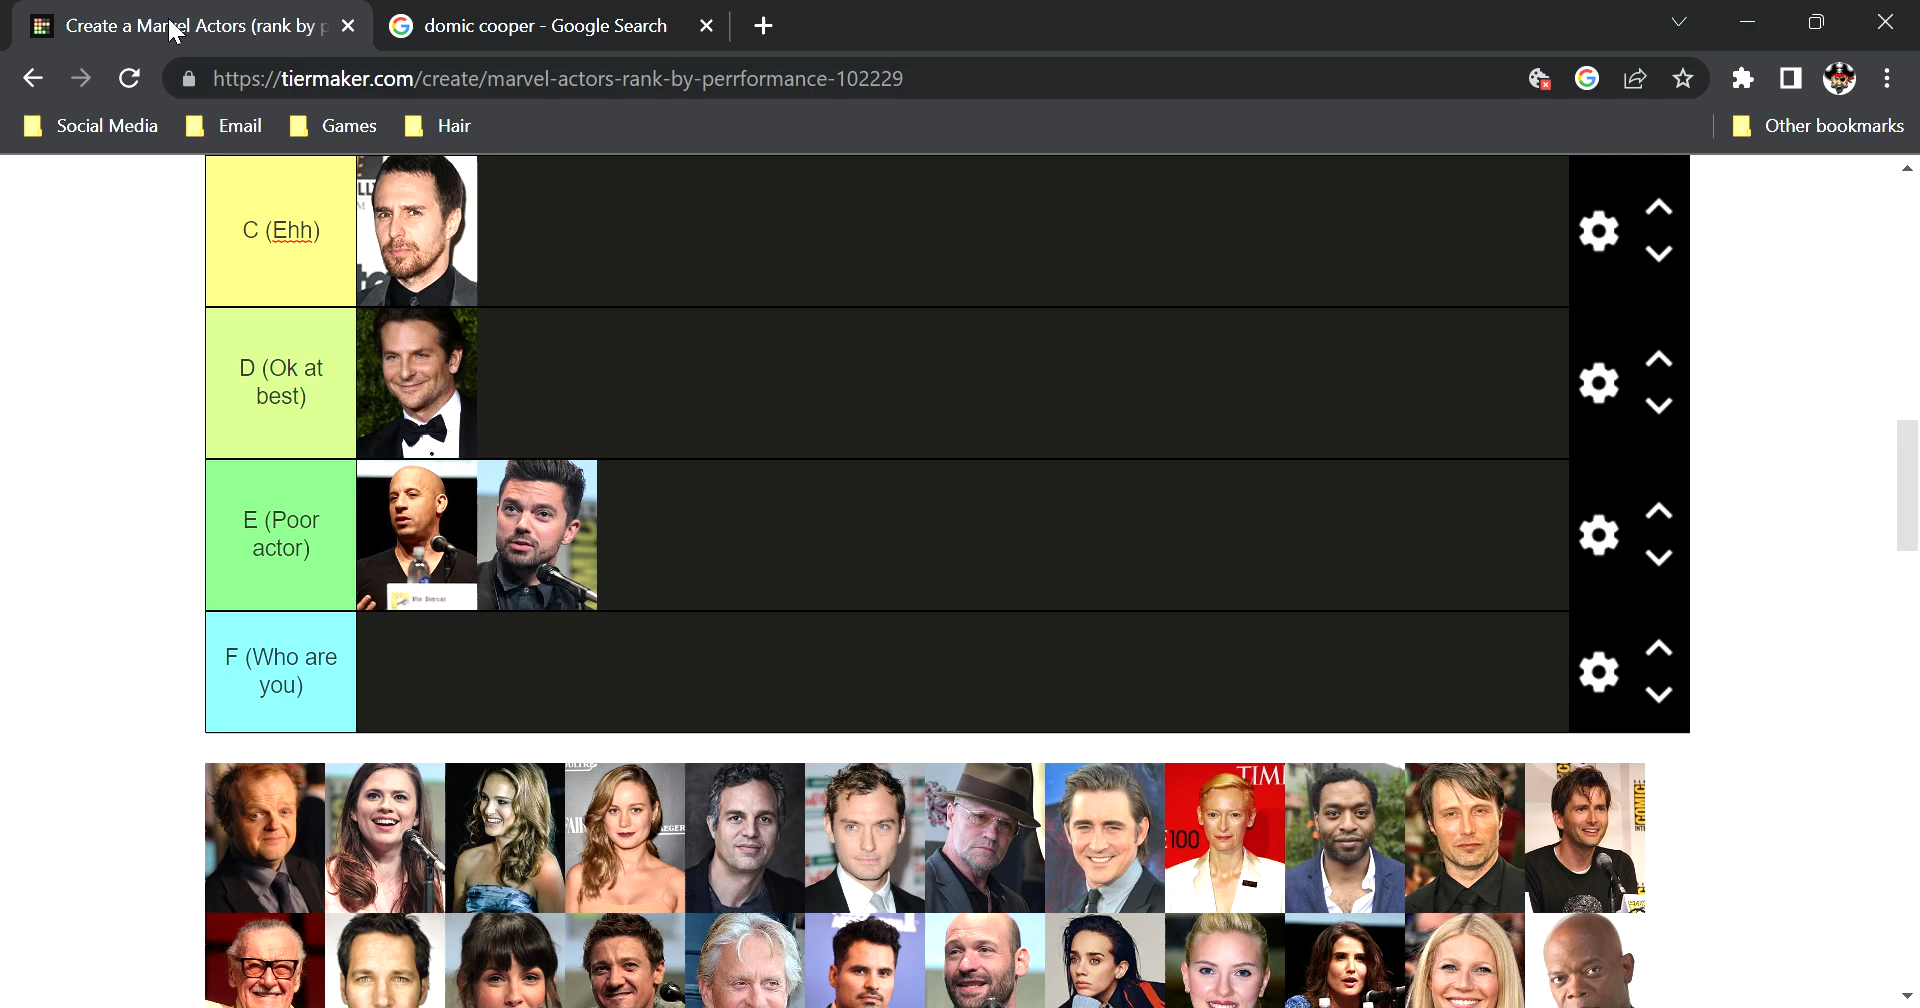 Create a Marvel Actors (rank by p
domic cooper - Google Search
https://tiermaker.com/create/marvel-actors-rank-by-perrformance-102229
Social Media
Email
Games
Hair
Other bookmarks
C (Ehh)
D (Ok at
best)
E (Poor
actor)
F (Who are
you)
TIM
100